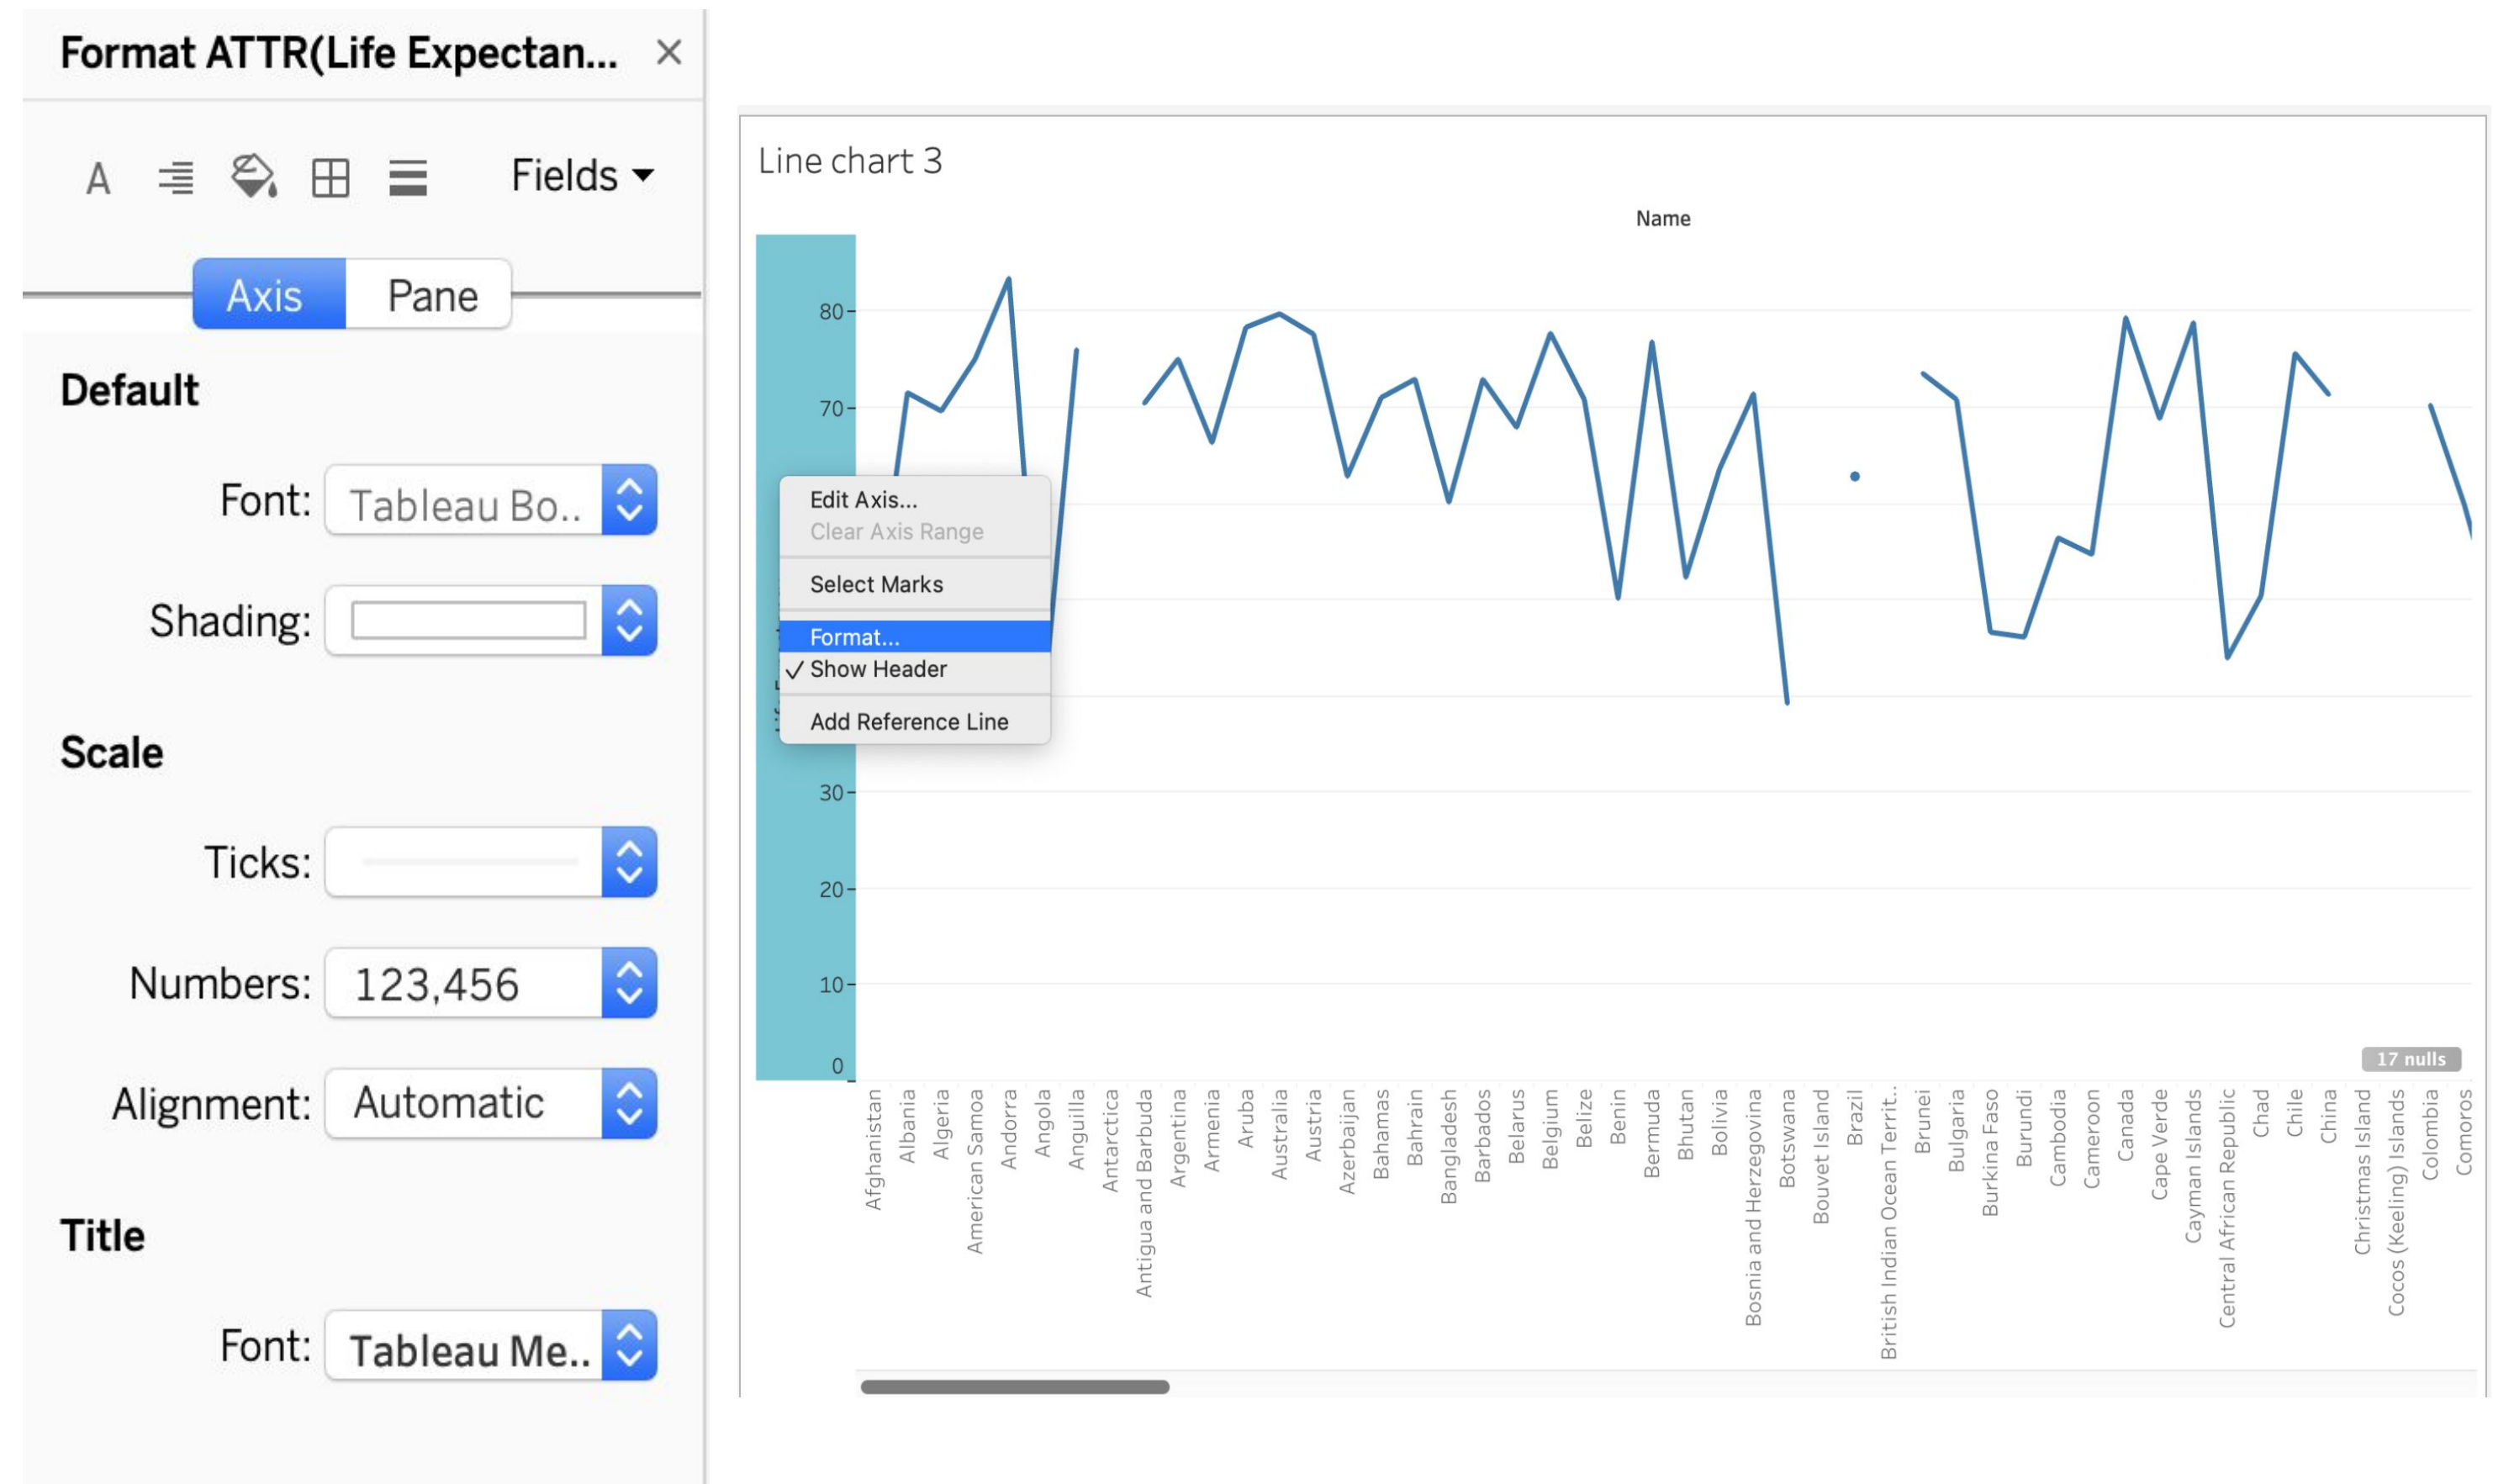 Format ATTR(Life Expectan...
A
Fields
Axis
Pane
Default
Font: Tableau Bo..
Shading:
Scale
Ticks:
Numbers: 123,456
Alignment: Automatic
Title
Font: Tableau Me..
Line chart 3
Name
80
70
Edit Axis...
Clear Axis Range
Select Marks
Format...
Show Header
Add Reference Line
30
20
10
0
17 nulls
Afghanistan
Albania
Algeria
American Samoa
Andorra
Angola
Anguilla
Antarctica
Antigua and Barbuda
Argentina
Armenia
Aruba
Australia
Austria
Azerbaijan
Bahamas
Bahrain
Bangladesh
Barbados
Belarus
Belgium
Belize
Benin
Bermuda
Bhutan
Bolivia
Bosnia and Herzegovina
Botswana
Bouvet Island
Brazil
British Indian Ocean Territ..
Brunei
Bulgaria
Burkina Faso
Burundi
Cambodia
Cameroon
Canada
Cape Verde
Cayman Islands
Central African Republic
Chad
Chile
China
Christmas Island
Cocos (Keeling) Islands
Colombia
Comoros